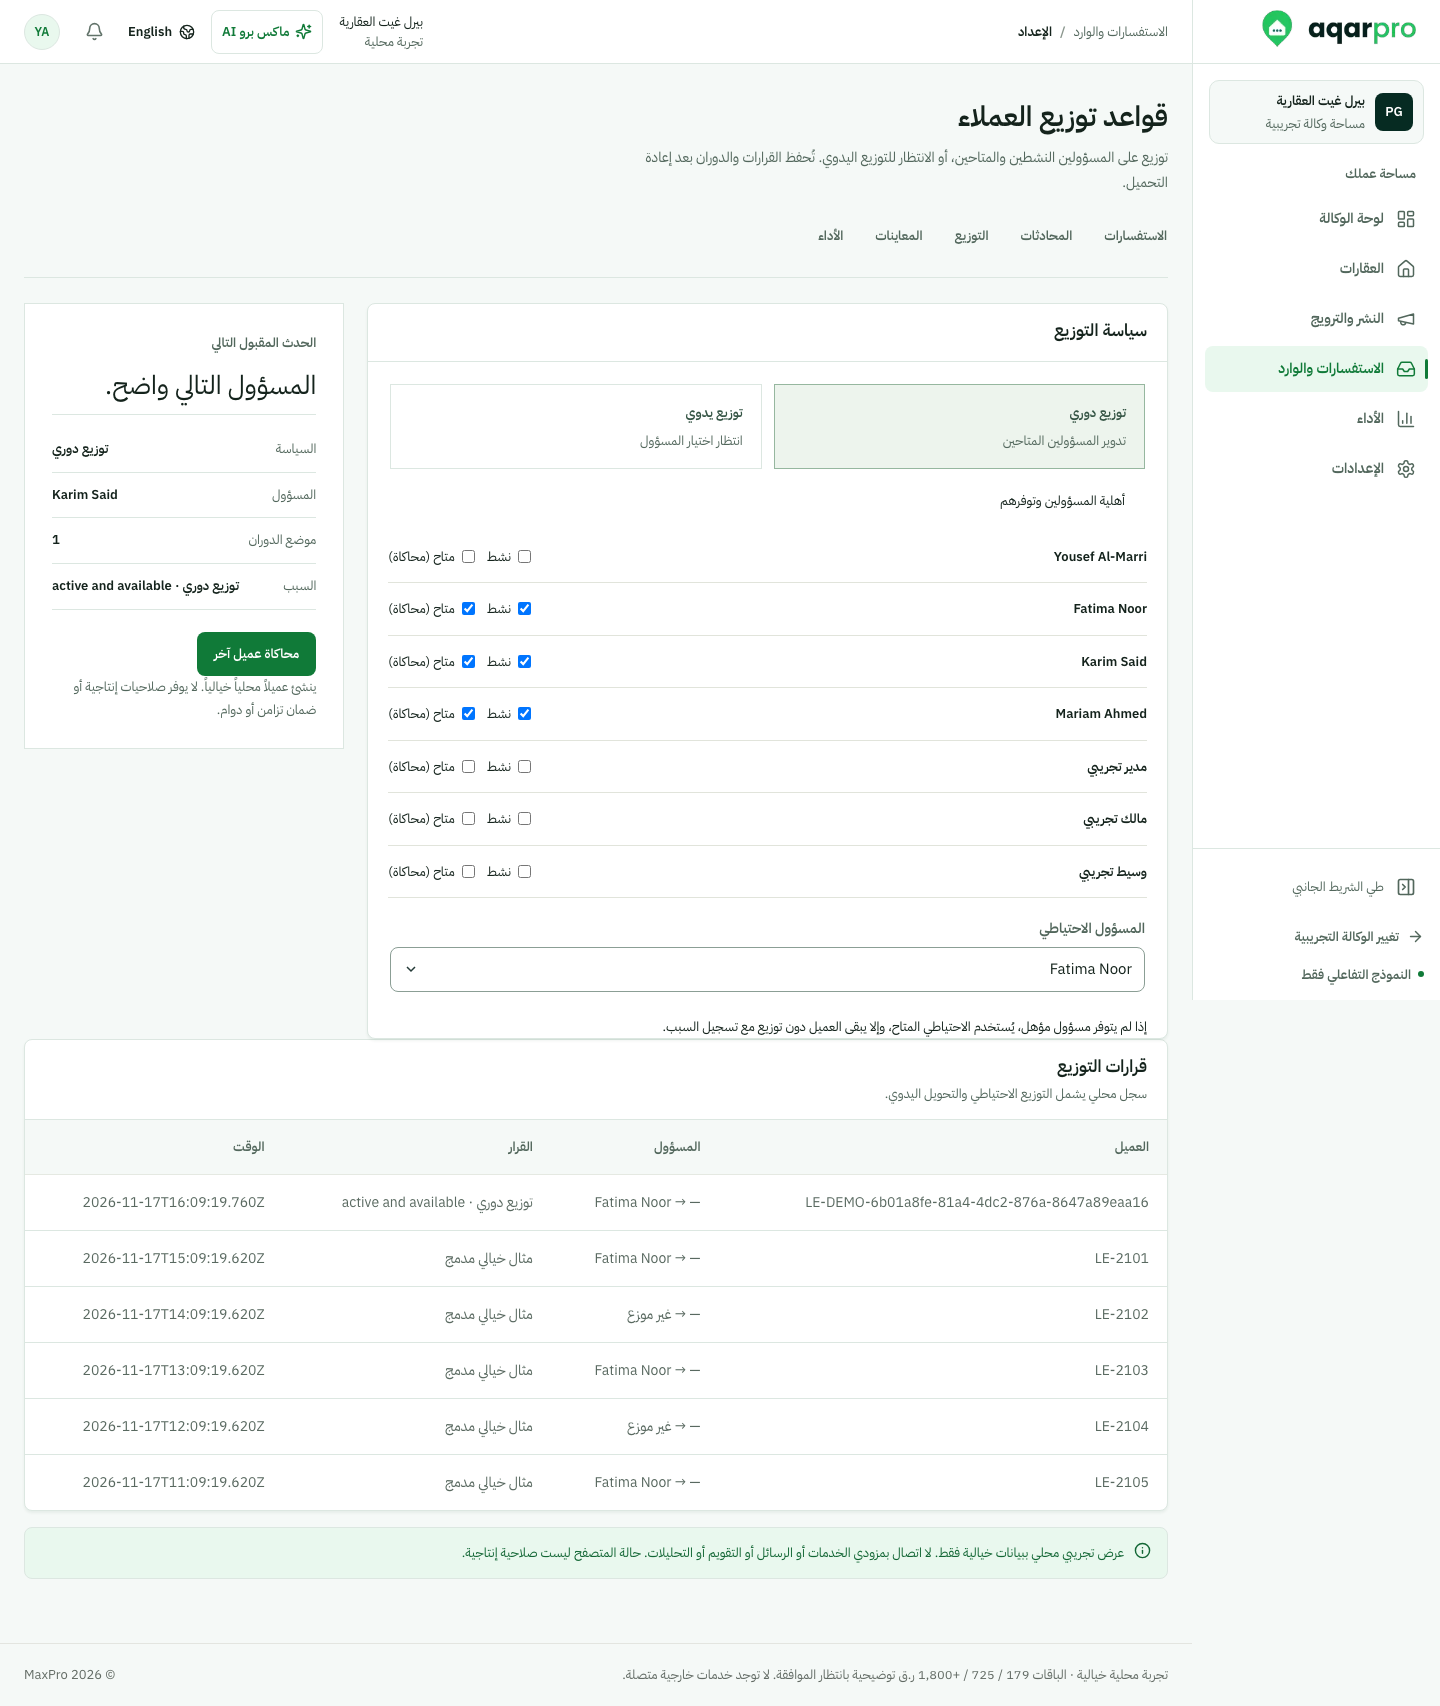 aqarpro
PG
بيرل غيت العقارية
مساحة وكالة تجريبية
مساحة عملك
لوحة الوكالة
العقارات
النشر والترويج
الاستفسارات والوارد
الأداء
الإعدادات
طي الشريط الجانبي
تغيير الوكالة التجريبية
النموذج التفاعلي فقط
الاستفسارات والوارد / الإعداد
بيرل غيت العقارية
تجربة محلية
ماكس برو AI
English
YA
قواعد توزيع العملاء
توزيع على المسؤولين النشطين والمتاحين، أو الانتظار للتوزيع اليدوي. تُحفظ القرارات والدوران بعد إعادة
التحميل.
الاستفسارات
المحادثات
التوزيع
المعاينات
الأداء
سياسة التوزيع
توزيع دوري
تدوير المسؤولين المتاحين
توزيع يدوي
انتظار اختيار المسؤول
أهلية المسؤولين وتوفرهم
Yousef Al-Marri نشط متاح (محاكاة)
Fatima Noor نشط متاح (محاكاة)
Karim Said نشط متاح (محاكاة)
Mariam Ahmed نشط متاح (محاكاة)
مدير تجريبي نشط متاح (محاكاة)
مالك تجريبي نشط متاح (محاكاة)
وسيط تجريبي نشط متاح (محاكاة)
المسؤول الاحتياطي
Fatima Noor
إذا لم يتوفر مسؤول مؤهل، يُستخدم الاحتياطي المتاح، وإلا يبقى العميل دون توزيع مع تسجيل السبب.
الحدث المقبول التالي
المسؤول التالي واضح.
السياسة توزيع دوري
المسؤول Karim Said
موضع الدوران 1
السبب توزيع دوري · active and available
محاكاة عميل آخر
ينشئ عميلاً محلياً خيالياً. لا يوفر صلاحيات إنتاجية أو
ضمان تزامن أو دوام.
قرارات التوزيع
سجل محلي يشمل التوزيع الاحتياطي والتحويل اليدوي.
العميل المسؤول القرار الوقت
LE-DEMO-6b01a8fe-81a4-4dc2-876a-8647a89eaa16 — → Fatima Noor توزيع دوري · active and available 2026-11-17T16:09:19.760Z
LE-2101 — → Fatima Noor مثال خيالي مدمج 2026-11-17T15:09:19.620Z
LE-2102 — → غير موزع مثال خيالي مدمج 2026-11-17T14:09:19.620Z
LE-2103 — → Fatima Noor مثال خيالي مدمج 2026-11-17T13:09:19.620Z
LE-2104 — → غير موزع مثال خيالي مدمج 2026-11-17T12:09:19.620Z
LE-2105 — → Fatima Noor مثال خيالي مدمج 2026-11-17T11:09:19.620Z
عرض تجريبي محلي ببيانات خيالية فقط. لا اتصال بمزودي الخدمات أو الرسائل أو التقويم أو التحليلات. حالة المتصفح ليست صلاحية إنتاجية.
تجربة محلية خيالية · الباقات 179 / 725 / +1,800 ر.ق توضيحية بانتظار الموافقة. لا توجد خدمات خارجية متصلة.
© 2026 MaxPro